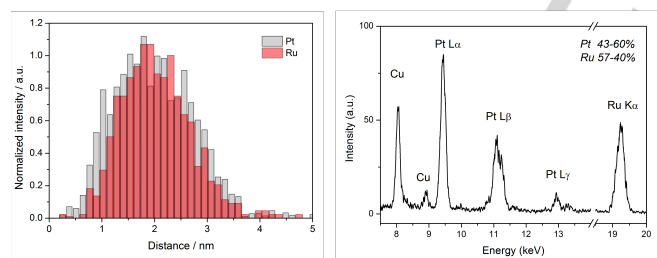 1.2
1.0
0.8
0.6
0.4
0.2
0.0
Normalized intensity / a.u.
Pt
Ru
0 1 2 3 4 5
Distance / nm
100
50
0
Intensity (a.u.)
Pt 43-60%
Ru 57-40%
Cu
Pt Lα
Cu
Pt Lβ
Pt Lγ
Ru Kα
8 9 10 11 12 13 19 20
Energy (keV)